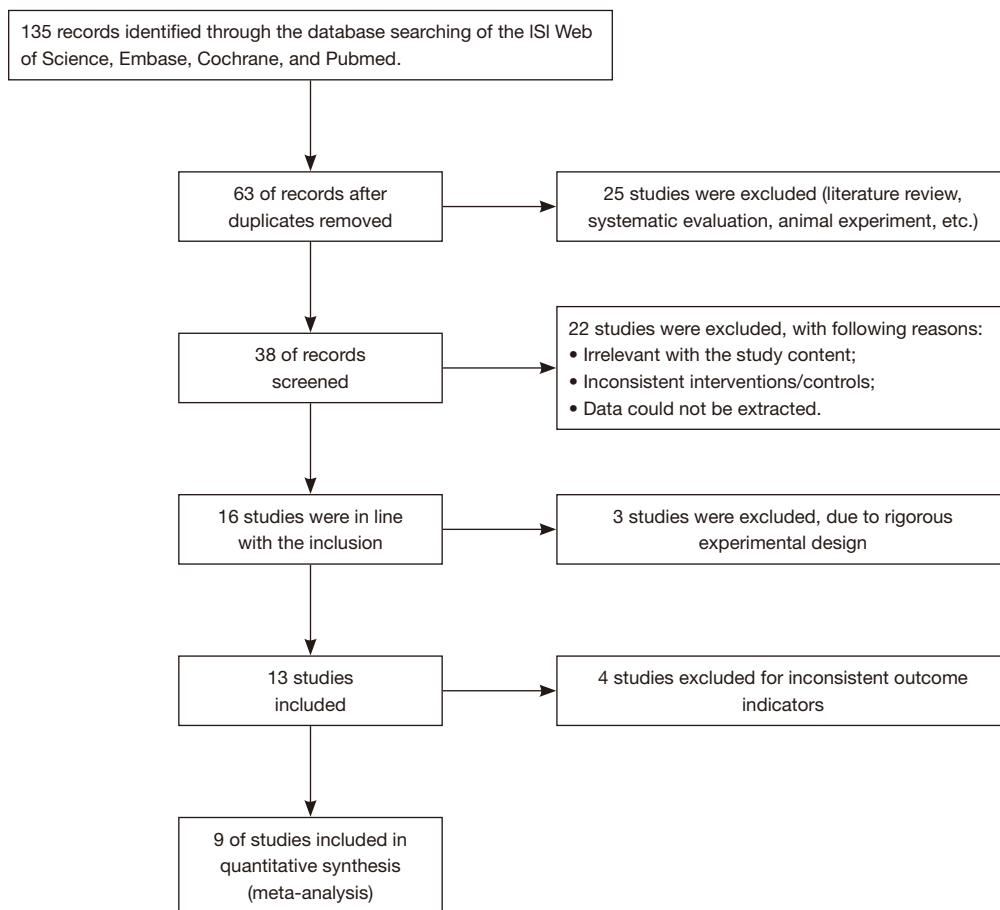 135 records identified through the database searching of the ISI Web
of Science, Embase, Cochrane, and Pubmed.
63 of records after
duplicates removed
25 studies were excluded (literature review,
systematic evaluation, animal experiment, etc.)
38 of records
screened
22 studies were excluded, with following reasons:
• Irrelevant with the study content;
• Inconsistent interventions/controls;
• Data could not be extracted.
16 studies were in line
with the inclusion
3 studies were excluded, due to rigorous
experimental design
13 studies
included
4 studies excluded for inconsistent outcome
indicators
9 of studies included in
quantitative synthesis
(meta-analysis)